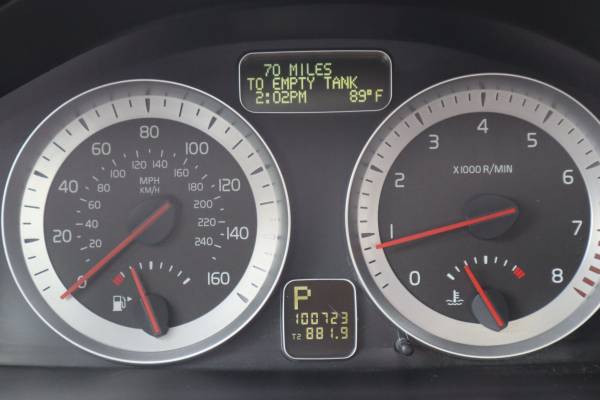 70 MILES
TO EMPTY TANK
2:02PM 89°F
0 20 40 60 80 100 120 140 160
20 40 60 80 100 120 140 160 180 200 220 240
MPH
KM/H
0 1 2 3 4 5 6 7 8
X1000 R/MIN
P
100723
T2 881.9